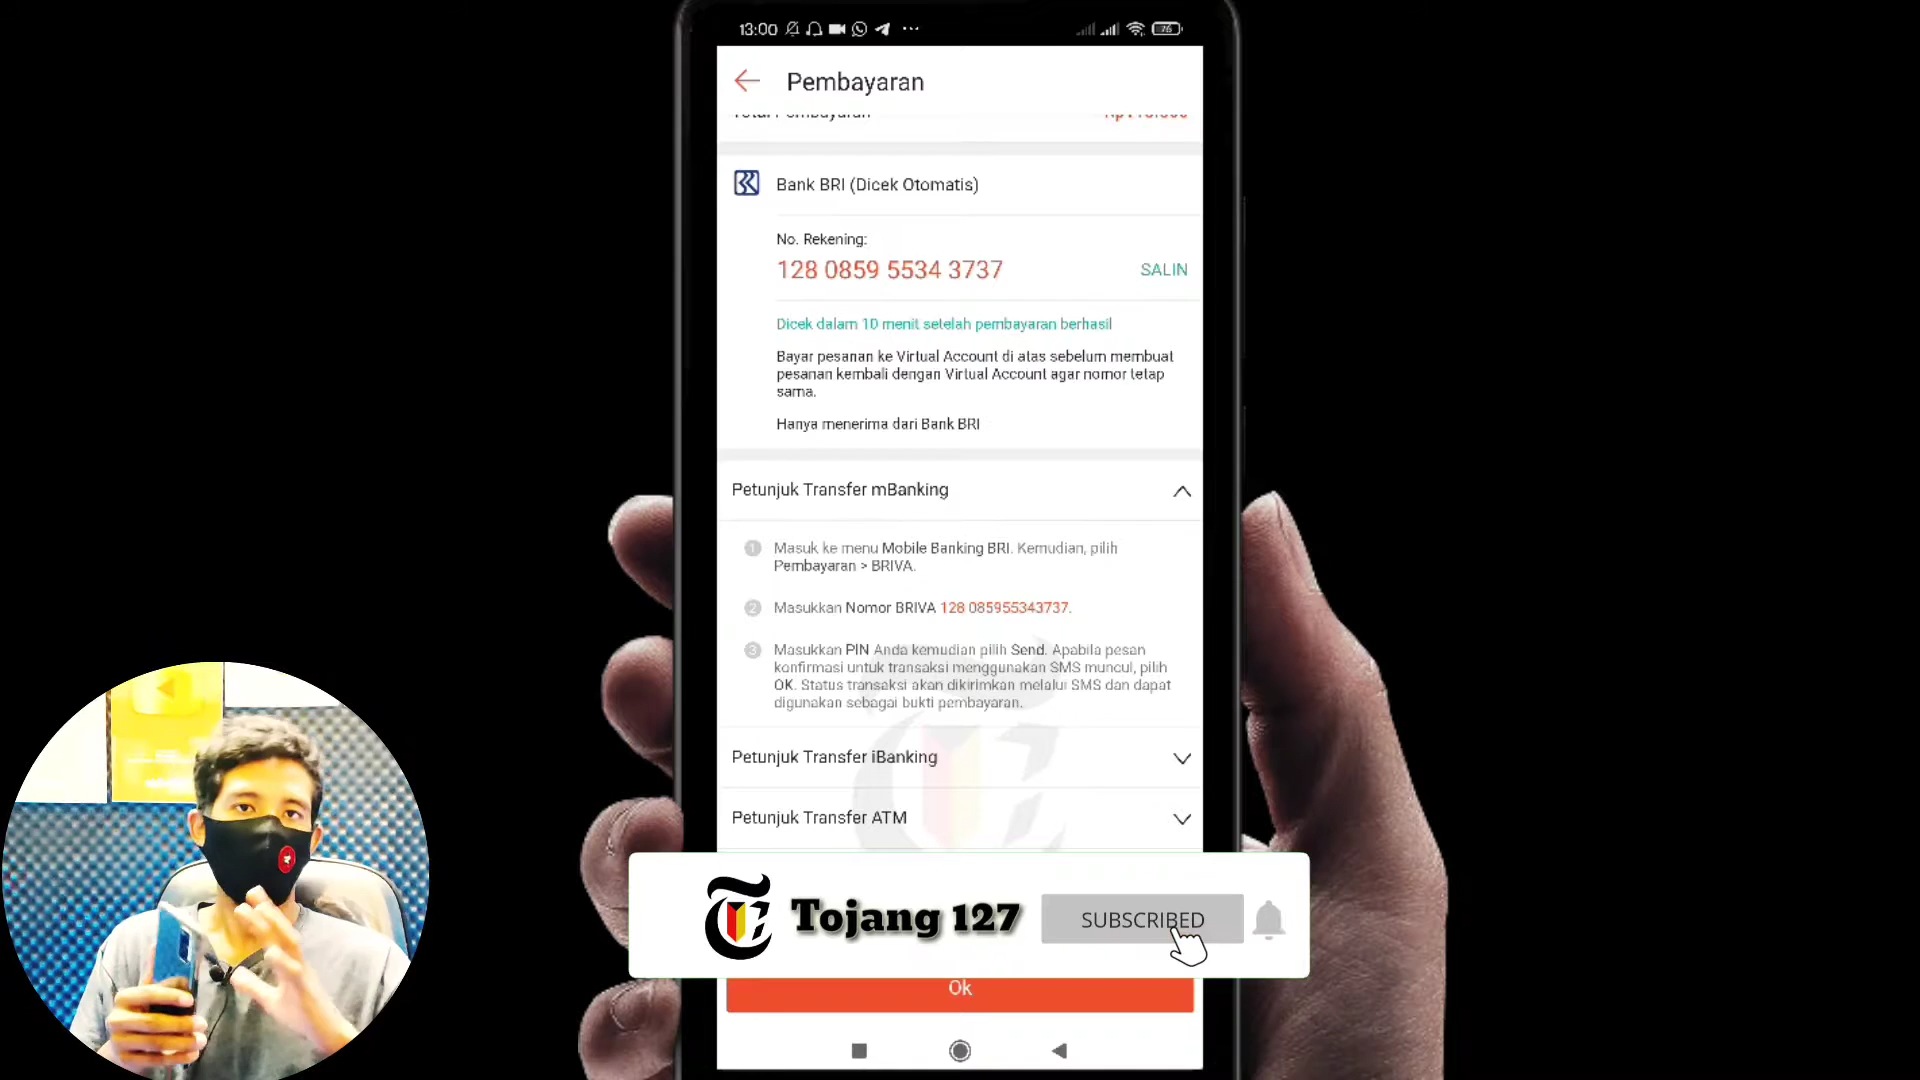 13:00
76
Pembayaran
Total Pembayaran
Bank BRI (Dicek Otomatis)
No. Rekening:
128 0859 5534 3737
SALIN
Dicek dalam 10 menit setelah pembayaran berhasil
Bayar pesanan ke Virtual Account di atas sebelum membuat
pesanan kembali dengan Virtual Account agar nomor tetap
sama.
Hanya menerima dari Bank BRI
Petunjuk Transfer mBanking
1 Masuk ke menu Mobile Banking BRI. Kemudian, pilih
Pembayaran > BRIVA.
2 Masukkan Nomor BRIVA 128 085955343737.
3 Masukkan PIN Anda kemudian pilih Send. Apabila pesan
konfirmasi untuk transaksi menggunakan SMS muncul, pilih
OK. Status transaksi akan dikirimkan melalui SMS dan dapat
digunakan sebagai bukti pembayaran.
Petunjuk Transfer iBanking
Petunjuk Transfer ATM
Tojang 127
SUBSCRIBED
Ok